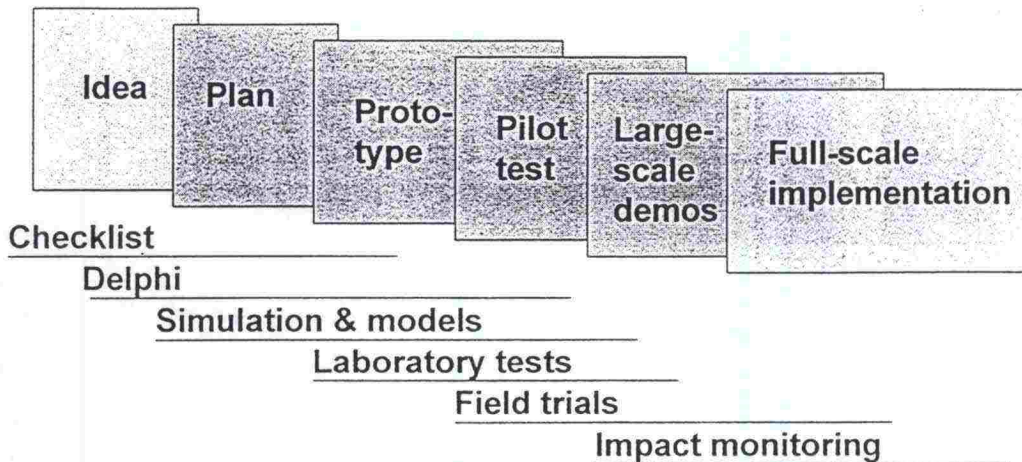 Idea
Plan
Proto-
type
Pilot
test
Large-
scale
demos
Full-scale
implementation
Checklist
Delphi
Simulation & models
Laboratory tests
Field trials
Impact monitoring